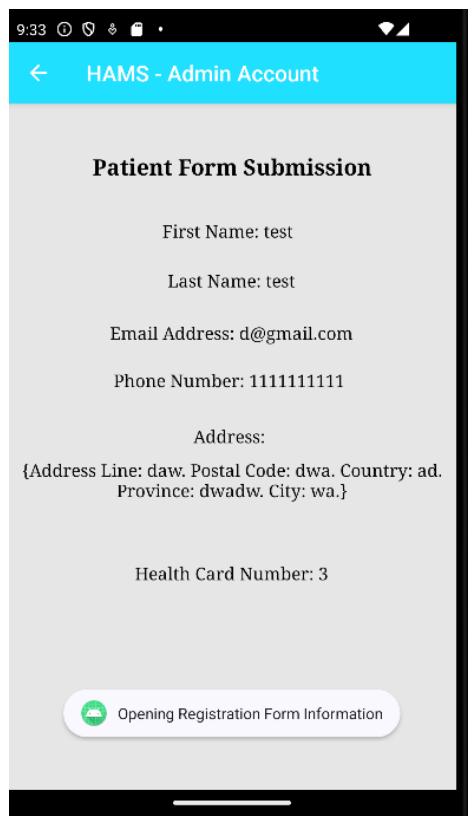 9:33
HAMS - Admin Account
Patient Form Submission
First Name: test
Last Name: test
Email Address: d@gmail.com
Phone Number: 1111111111
Address:
{Address Line: daw. Postal Code: dwa. Country: ad.
Province: dwadw. City: wa.}
Health Card Number: 3
Opening Registration Form Information